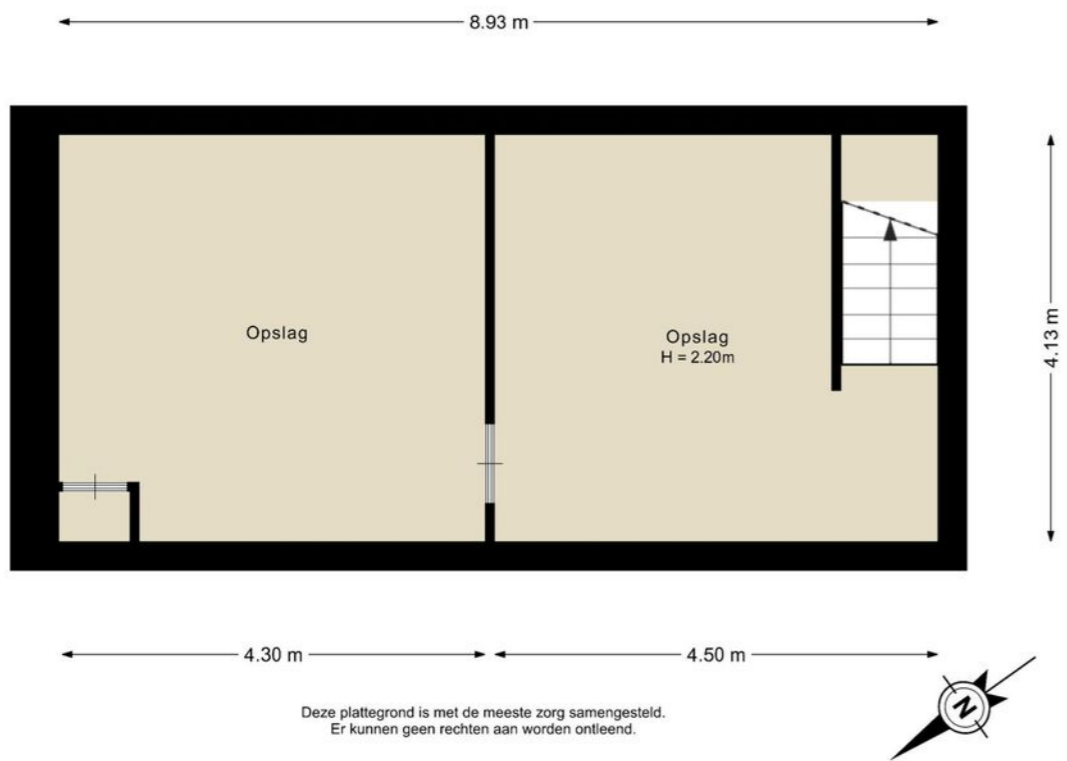 8.93 m
4.13 m
Opslag
Opslag
H = 2.20m
4.30 m
4.50 m
N
Deze plattegrond is met de meeste zorg samengesteld.
Er kunnen geen rechten aan worden ontleend.